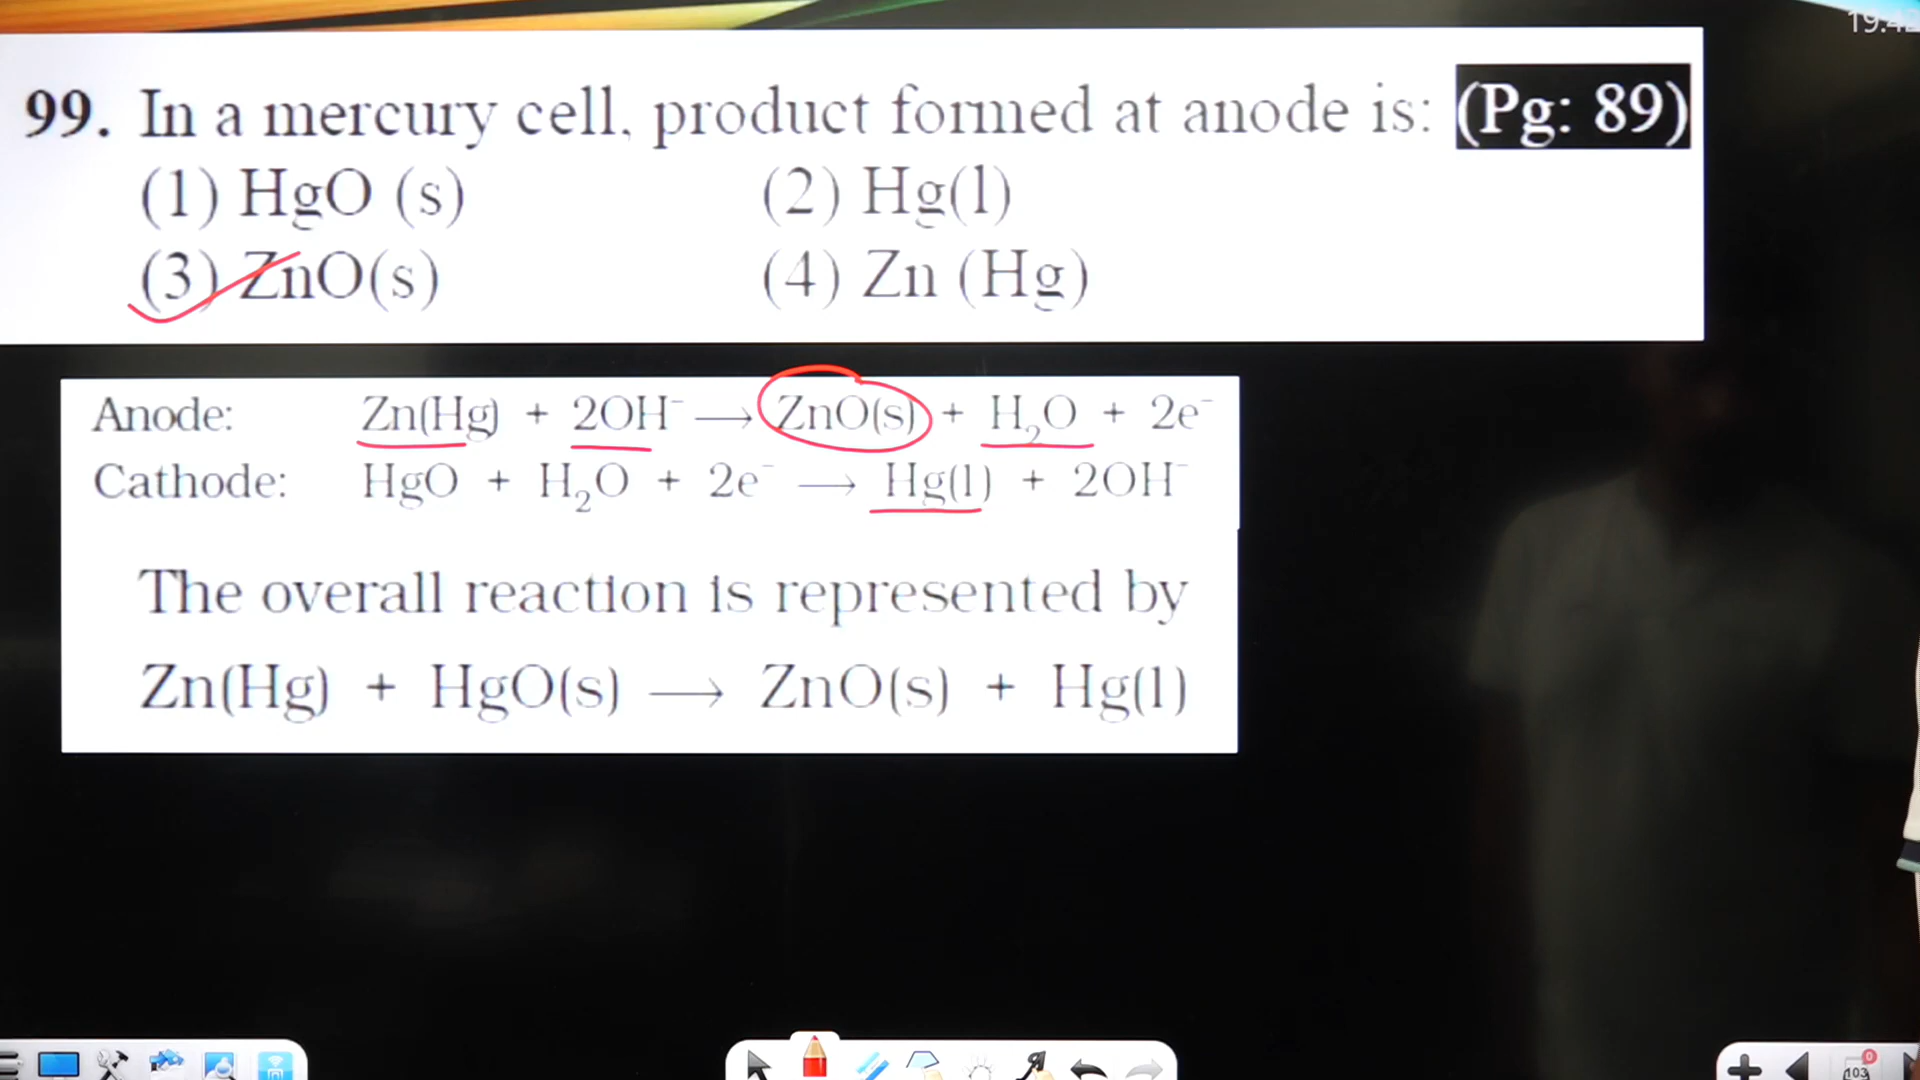 99. In a mercury cell, product formed at anode is: (Pg: 89)
(1) HgO (s) (2) Hg(l)
(3) ZnO(s) (4) Zn (Hg)
Anode: Zn(Hg) + 2OH⁻ ⟶ ZnO(s) + H₂O + 2e⁻
Cathode: HgO + H₂O + 2e⁻ ⟶ Hg(l) + 2OH⁻
The overall reaction is represented by
Zn(Hg) + HgO(s) ⟶ ZnO(s) + Hg(l)
0
103